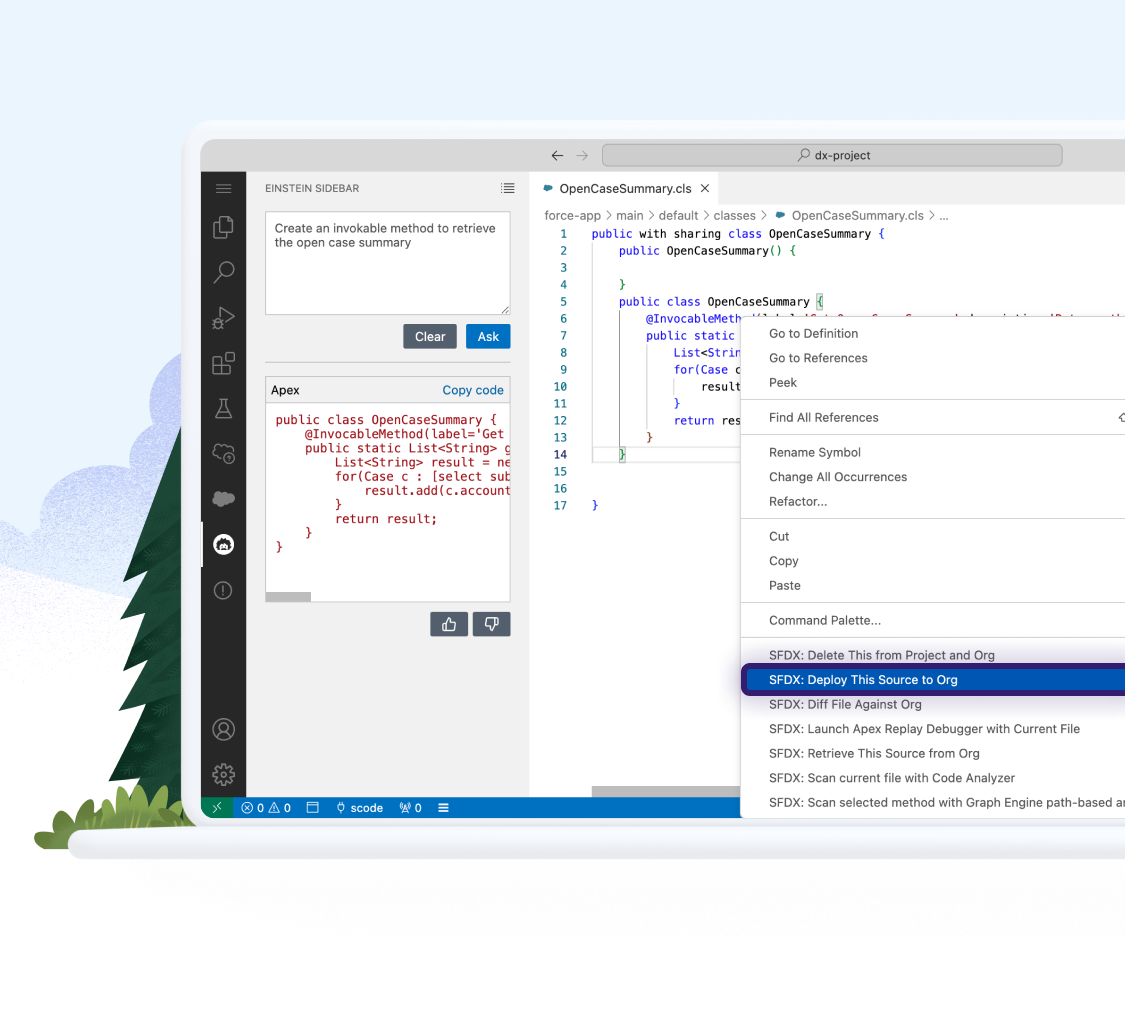 dx-project
EINSTEIN SIDEBAR
Create an invokable method to retrieve
the open case summary
Clear
Ask
Apex
Copy code
public class OpenCaseSummary {
@InvocableMethod(label='Get
public static List<String> g
List<String> result = ne
for(Case c : [select sub
result.add(c.account
}
return result;
}
}
OpenCaseSummary.cls
force-app > main > default > classes > OpenCaseSummary.cls > ...
1 public with sharing class OpenCaseSummary {
2 public OpenCaseSummary() {
3
4 }
5 public class OpenCaseSummary {
6 @InvocableMeth
7 public static
8 List<Strin
9 for(Case c
10 result
11 }
12 return res
13 }
14 }
15
16
17 }
Go to Definition
Go to References
Peek
Find All References
Rename Symbol
Change All Occurrences
Refactor...
Cut
Copy
Paste
Command Palette...
SFDX: Delete This from Project and Org
SFDX: Deploy This Source to Org
SFDX: Diff File Against Org
SFDX: Launch Apex Replay Debugger with Current File
SFDX: Retrieve This Source from Org
SFDX: Scan current file with Code Analyzer
SFDX: Scan selected method with Graph Engine path-based
0 0 scode 0